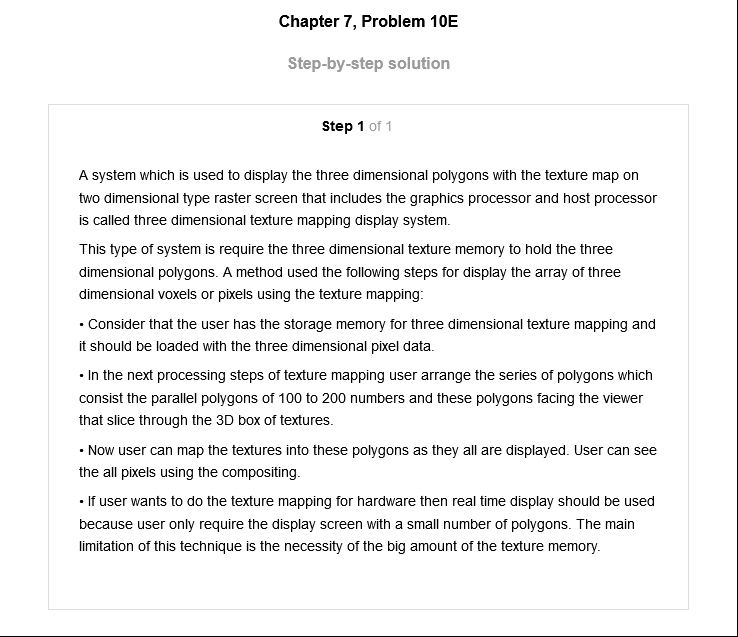 Chapter 7, Problem 10E
Step-by-step solution
Step 1 of 1
A system which is used to display the three dimensional polygons with the texture map on
two dimensional type raster screen that includes the graphics processor and host processor
is called three dimensional texture mapping display system.
This type of system is require the three dimensional texture memory to hold the three
dimensional polygons. A method used the following steps for display the array of three
dimensional voxels or pixels using the texture mapping:
• Consider that the user has the storage memory for three dimensional texture mapping and
it should be loaded with the three dimensional pixel data.
• In the next processing steps of texture mapping user arrange the series of polygons which
consist the parallel polygons of 100 to 200 numbers and these polygons facing the viewer
that slice through the 3D box of textures.
• Now user can map the textures into these polygons as they all are displayed. User can see
the all pixels using the compositing.
• If user wants to do the texture mapping for hardware then real time display should be used
because user only require the display screen with a small number of polygons. The main
limitation of this technique is the necessity of the big amount of the texture memory.